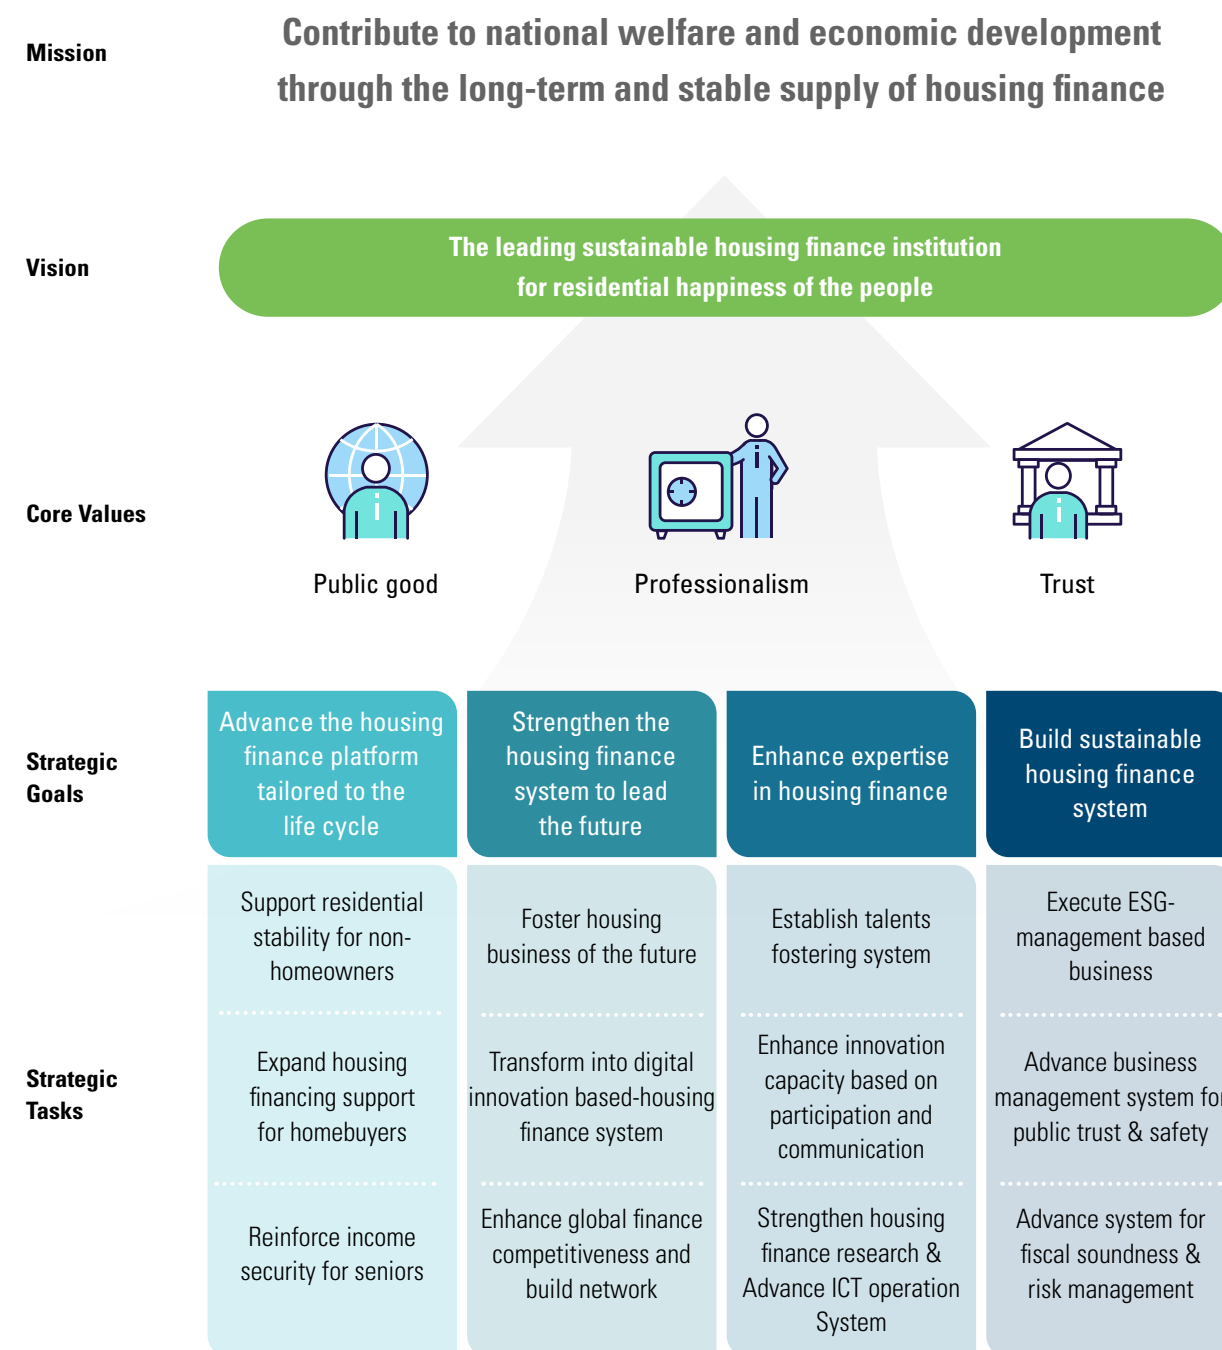 Mission
Contribute to national welfare and economic development
through the long-term and stable supply of housing finance
Vision
The leading sustainable housing finance institution
for residential happiness of the people
Core Values
Public good
Professionalism
Trust
Strategic
Goals
Advance the housing
finance platform
tailored to the
life cycle
Strengthen the
housing finance
system to lead
the future
Enhance expertise
in housing finance
Build sustainable
housing finance
system
Strategic
Tasks
Support residential
stability for non-
homeowners
Foster housing
business of the future
Establish talents
fostering system
Execute ESG-
management based
business
Expand housing
financing support
for homebuyers
Transform into digital
innovation based-housing
finance system
Enhance innovation
capacity based on
participation and
communication
Advance business
management system for
public trust & safety
Reinforce income
security for seniors
Enhance global finance
competitiveness and
build network
Strengthen housing
finance research &
Advance ICT operation
System
Advance system for
fiscal soundness &
risk management